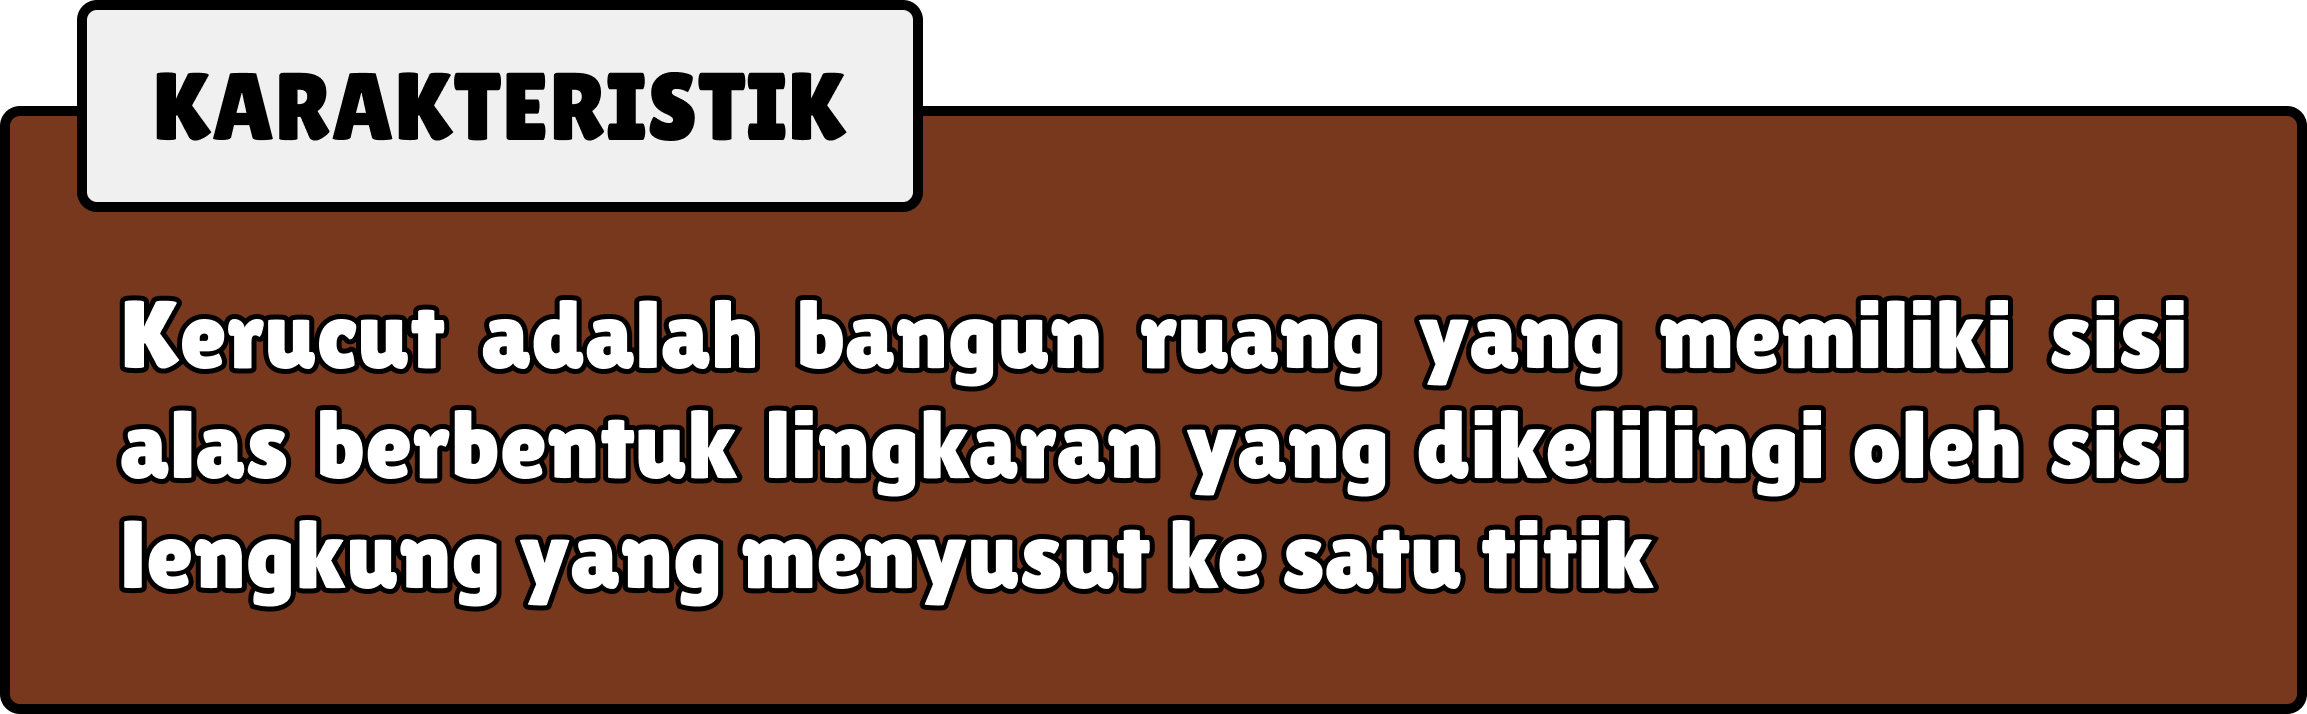 KARAKTERISTIK
Kerucut adalah bangun ruang yang memiliki sisi
alas berbentuk lingkaran yang dikelilingi oleh sisi
lengkung yang menyusut ke satu titik